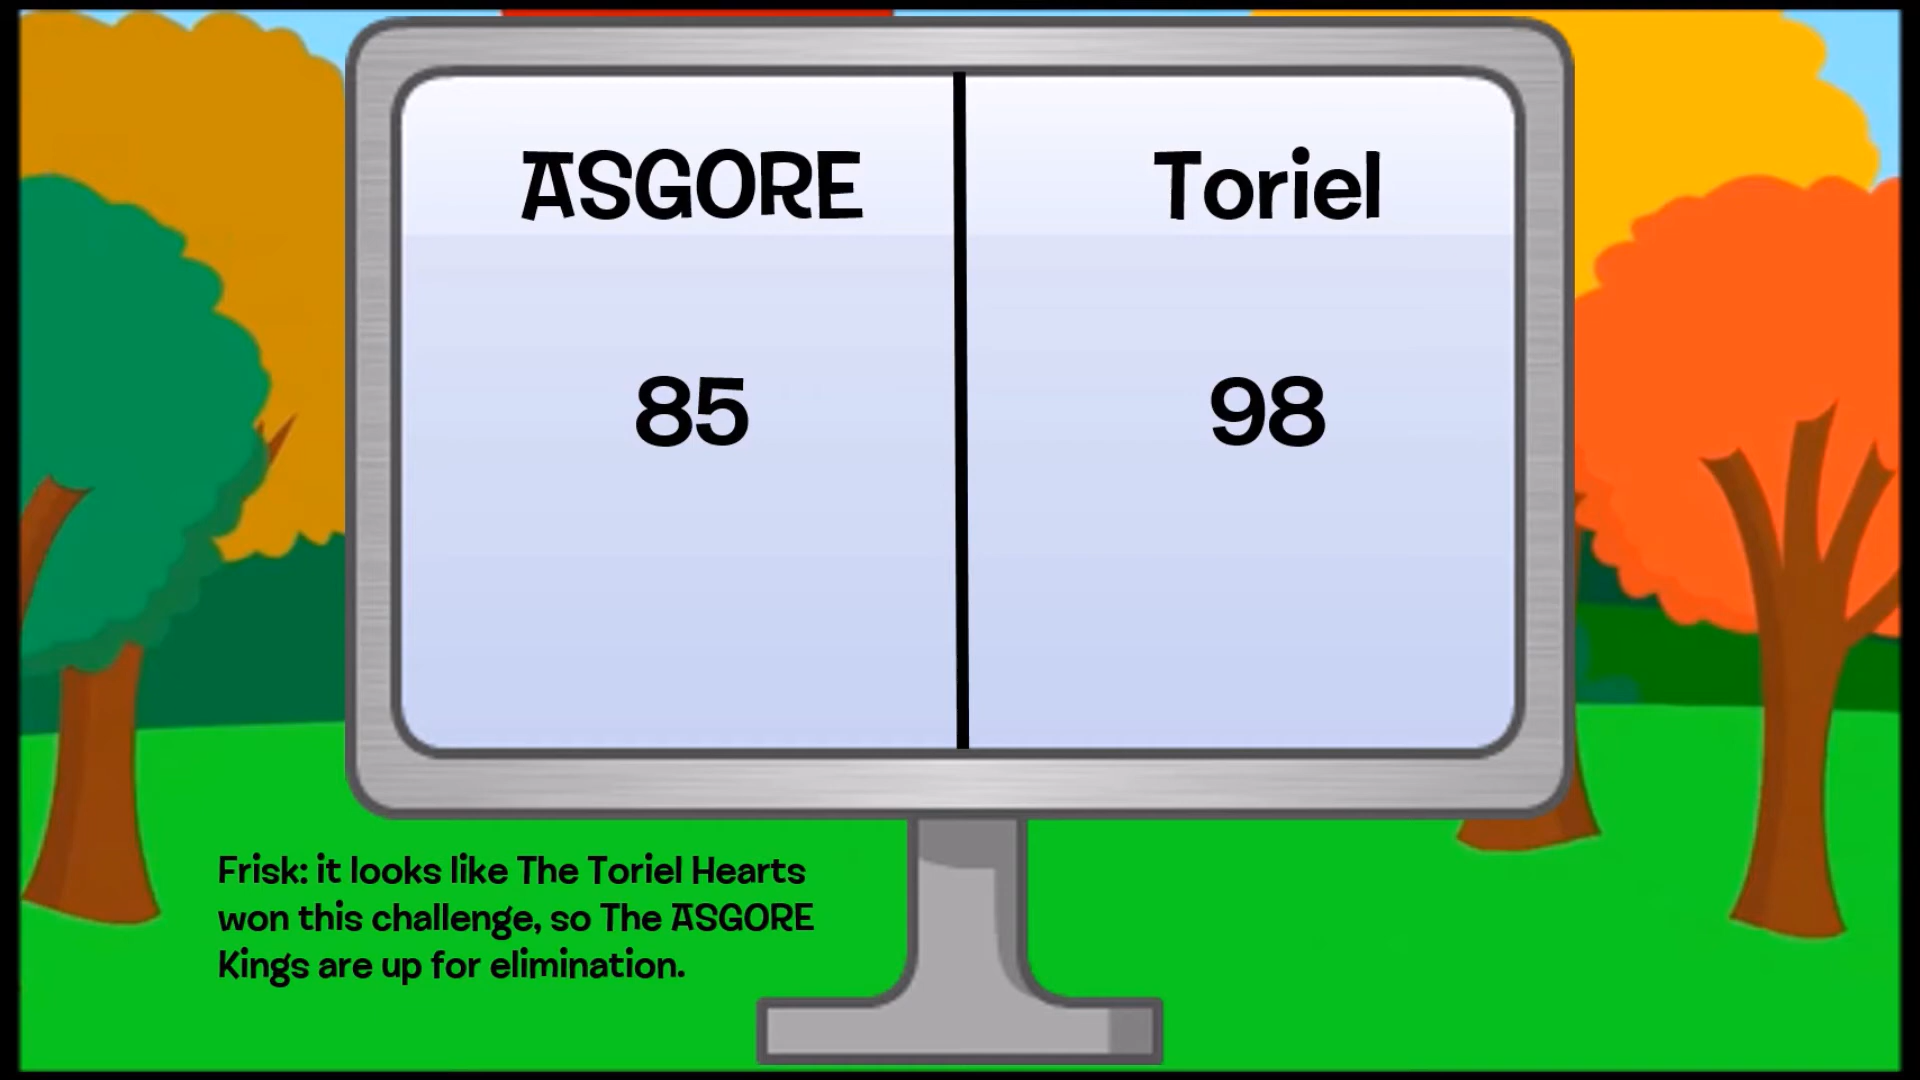 ASGORE
Toriel
85
98
Frisk: it looks like The Toriel Hearts
won this challenge, so The ASGORE
Kings are up for elimination.